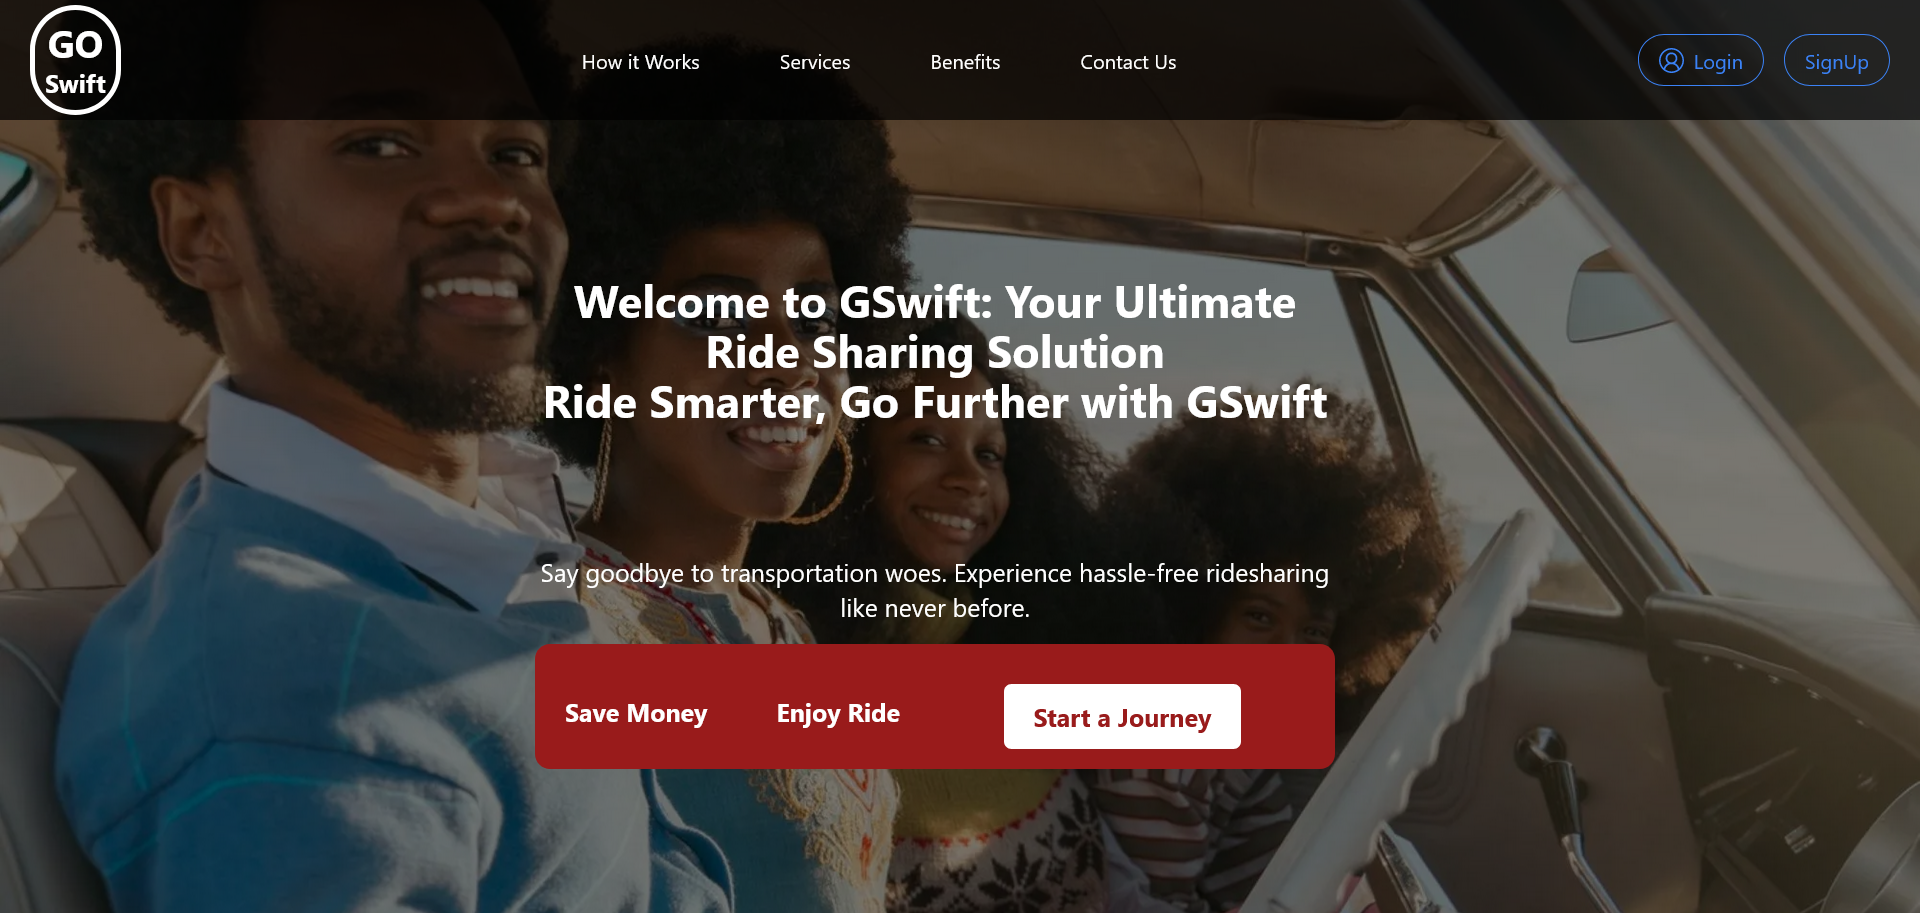 GO
Swift
How it Works
Services
Benefits
Contact Us
Login
SignUp
Welcome to GSwift: Your Ultimate
Ride Sharing Solution
Ride Smarter, Go Further with GSwift
Say goodbye to transportation woes. Experience hassle-free ridesharing
like never before.
Save Money
Enjoy Ride
Start a Journey